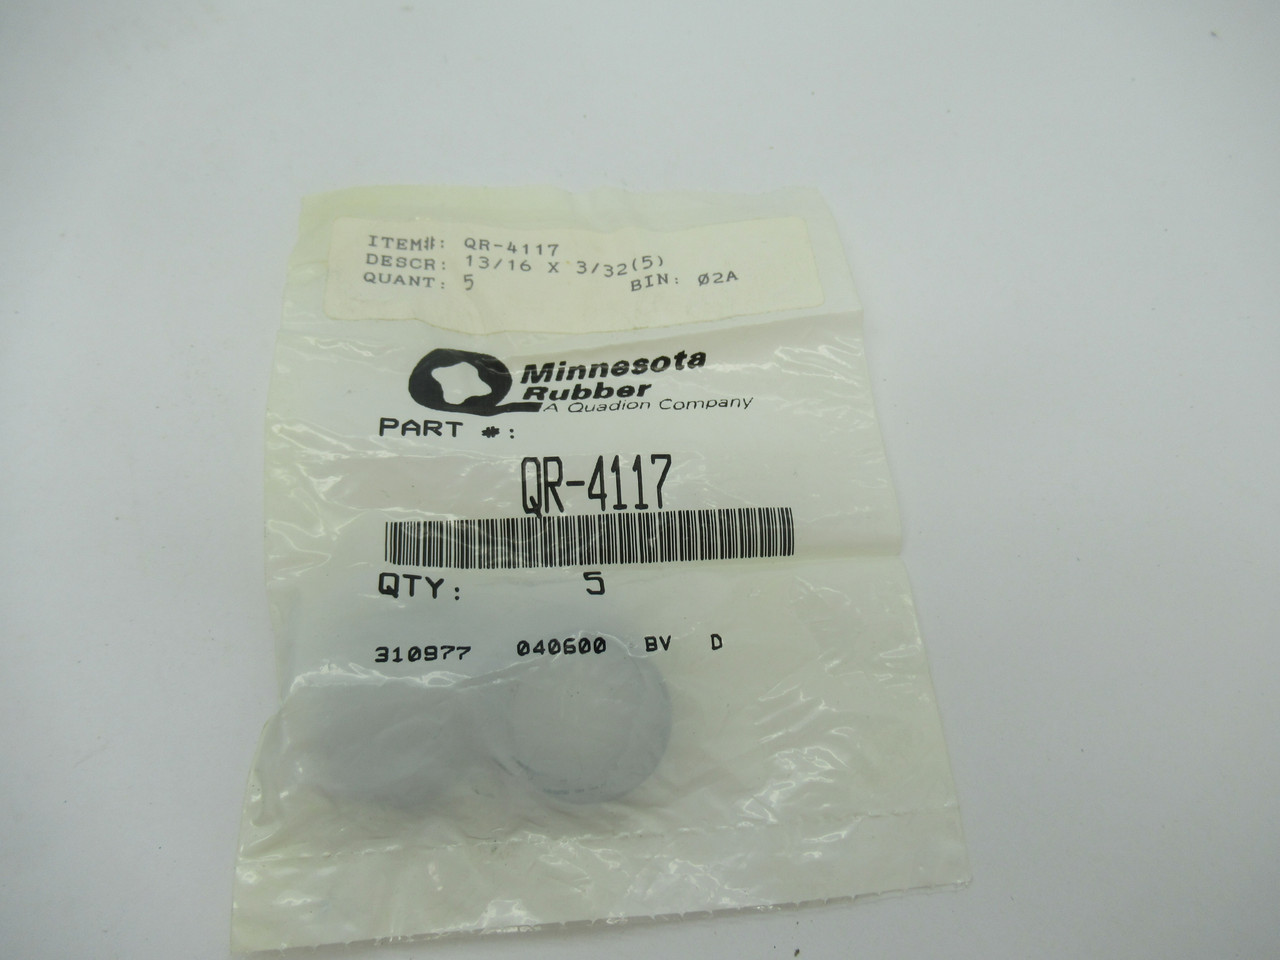 ITEM#: QR-4117
DESCR: 13/16 X 3/32(5)
QUANT: 5 BIN: Ø2A
Minnesota
Rubber
A Quadion Company
PART #:
QR-4117
QTY: 5
310977 040600 BV D